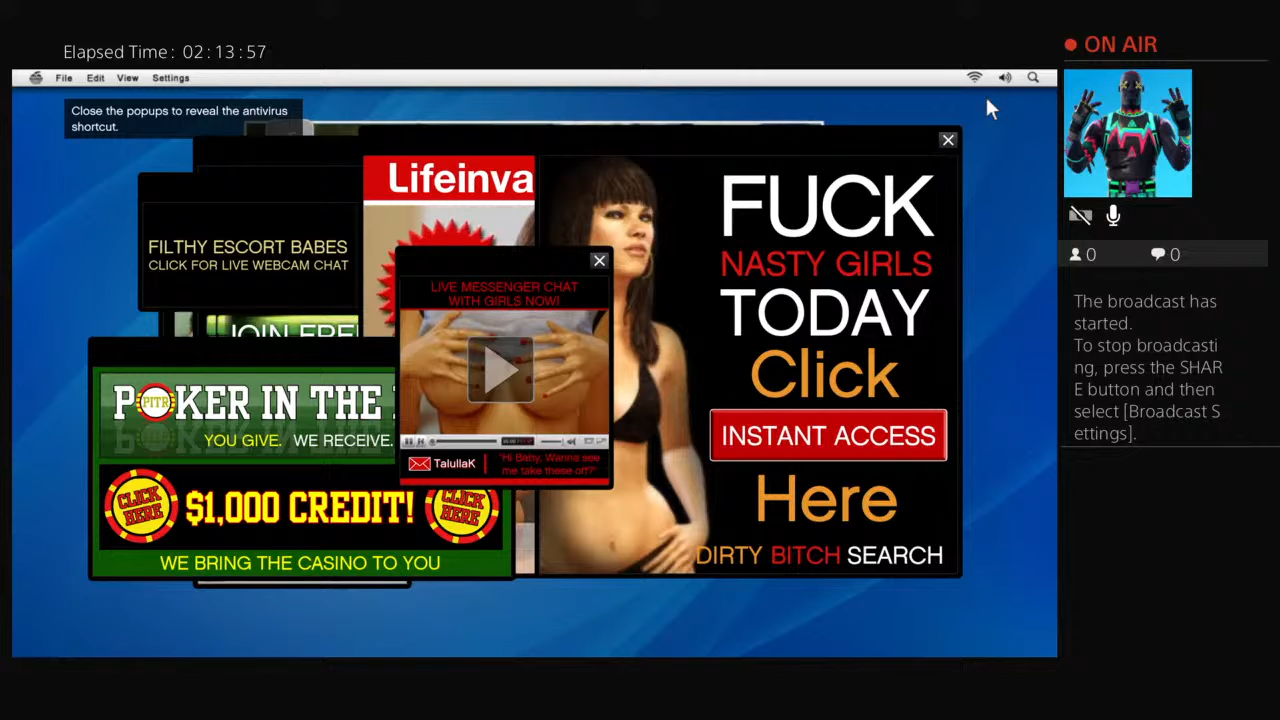 Elapsed Time: 02:13:57
ON AIR
File Edit View Settings
Close the popups to reveal the antivirus
shortcut.
Lifeinva
FILTHY ESCORT BABES
CLICK FOR LIVE WEBCAM CHAT
JOIN FREE
LIVE MESSENGER CHAT
WITH GIRLS NOW!
TalullaK
"Hi Baby, Wanna see
me take these off?"
FUCK
NASTY GIRLS
TODAY
Click
INSTANT ACCESS
Here
DIRTY BITCH SEARCH
POKER IN THE
PITR
YOU GIVE. WE RECEIVE.
CLICK
HERE
$1,000 CREDIT!
CLICK
HERE
WE BRING THE CASINO TO YOU
0 0
The broadcast has
started.
To stop broadcasti
ng, press the SHAR
E button and then
select [Broadcast S
ettings].